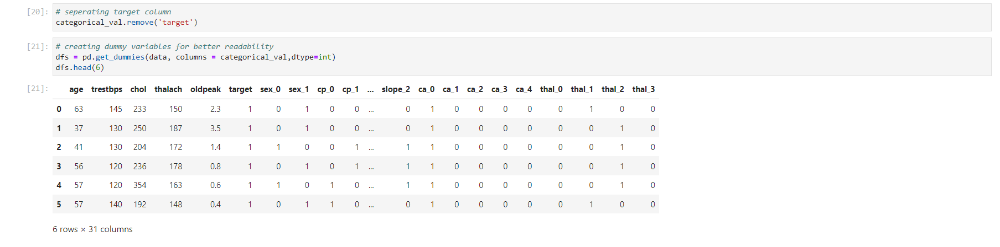 [20]: # seperating target column
categorical_val.remove('target')
[21]: # creating dummy variables for better readability
dfs = pd.get_dummies(data, columns = categorical_val,dtype=int)
dfs.head(6)
[21]: age trestbps chol thalach oldpeak target sex_0 sex_1 cp_0 cp_1 ... slope_2 ca_0 ca_1 ca_2 ca_3 ca_4 thal_0 thal_1 thal_2 thal_3
0 63 145 233 150 2.3 1 0 1 0 0 ... 0 1 0 0 0 0 0 1 0 0
1 37 130 250 187 3.5 1 0 1 0 0 ... 0 1 0 0 0 0 0 0 1 0
2 41 130 204 172 1.4 1 1 0 0 1 ... 1 1 0 0 0 0 0 0 1 0
3 56 120 236 178 0.8 1 0 1 0 1 ... 1 1 0 0 0 0 0 0 1 0
4 57 120 354 163 0.6 1 1 0 1 0 ... 1 1 0 0 0 0 0 0 1 0
5 57 140 192 148 0.4 1 0 1 1 0 ... 0 1 0 0 0 0 0 1 0 0
6 rows × 31 columns